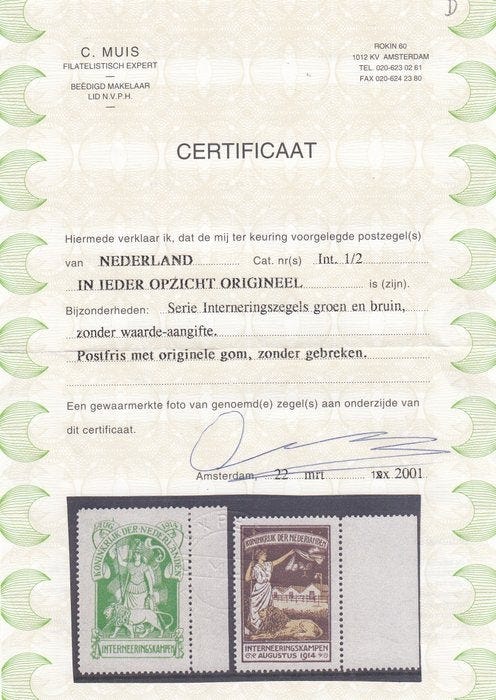 D
C. MUIS
FILATELISTISCH EXPERT
BEËDIGD MAKELAAR
LID N.V.P.H.
ROKIN 60
1012 KV AMSTERDAM
TEL. 020-623 02 61
FAX 020-624 23 80
CERTIFICAAT
Hiermede verklaar ik, dat de mij ter keuring voorgelegde postzegel(s)
van NEDERLAND Cat. nr(s) Int. 1/2
IN IEDER OPZICHT ORIGINEEL is (zijn).
Bijzonderheden: Serie Interneringszegels groen en bruin,
zonder waarde-aangifte.
Postfris met originele gom, zonder gebreken.
Een gewaarmerkte foto van genoemd(e) zegel(s) aan onderzijde van
dit certificaat.
Amsterdam, 22 mrt 2001
AUG 1914
KONINKRIJK DER NEDERLANDEN
INTERNEERINGSKAMPEN
KONINKRIJK DER NEDERLANDEN
INTERNEERINGSKAMPEN
AUGUSTUS 1914